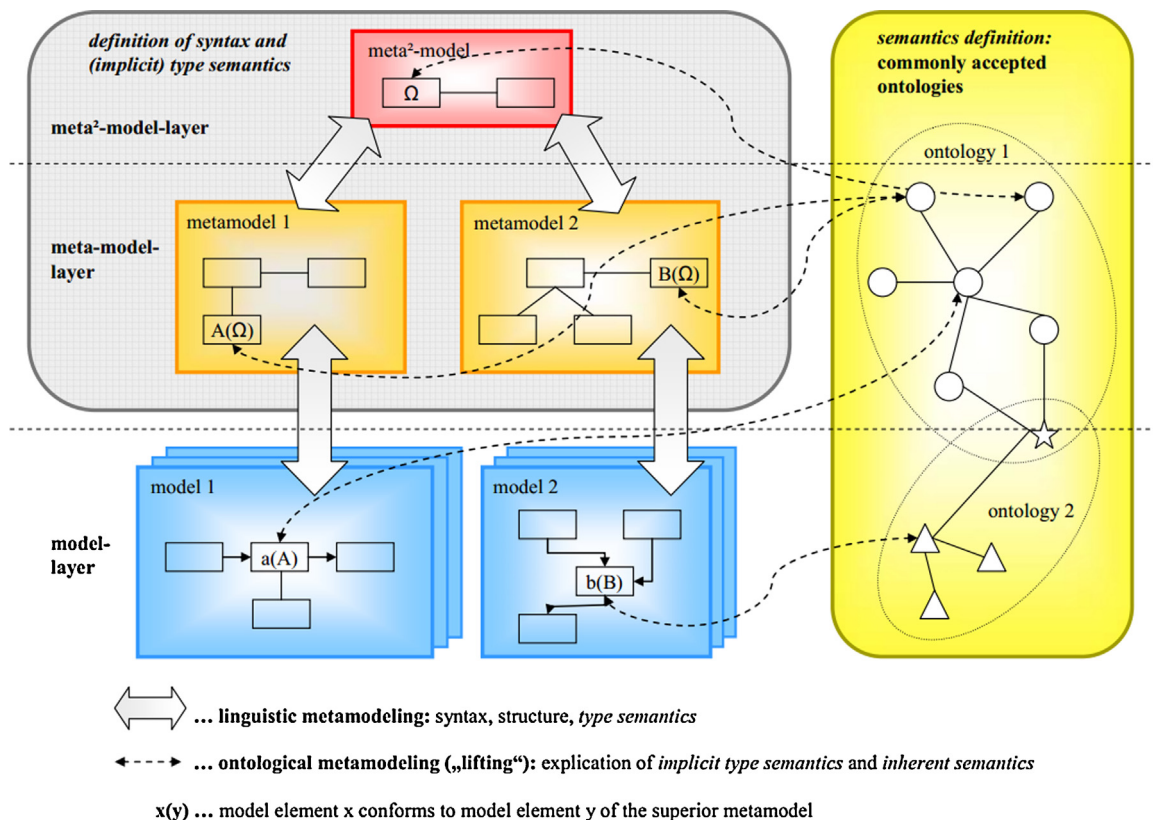 definition of syntax and
(implicit) type semantics
meta²-model
Ω
meta²-model-layer
semantics definition:
commonly accepted
ontologies
ontology 1
metamodel 1
A(Ω)
metamodel 2
B(Ω)
meta-model-
layer
model 1
a(A)
model 2
b(B)
ontology 2
model-
layer
... linguistic metamodeling: syntax, structure, type semantics
... ontological metamodeling („lifting“): explication of implicit type semantics and inherent semantics
x(y) ... model element x conforms to model element y of the superior metamodel